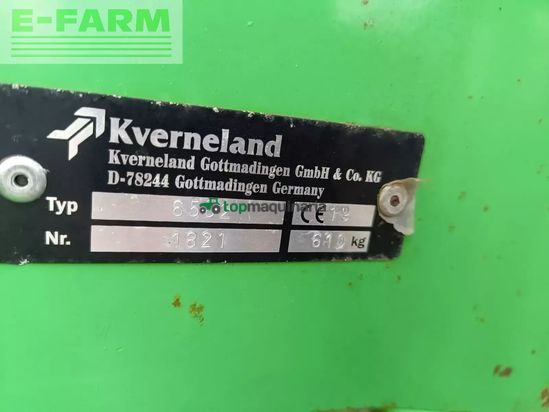 E-FARM
Kverneland
Kverneland Gottmadingen GmbH & Co. KG
D-78244 Gottmadingen Germany
Typ CE
topmaquinaria
Nr. 1821 kg